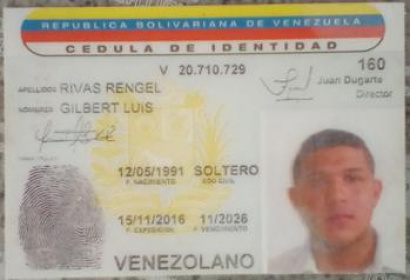 REPUBLICA BOLIVARIANA DE VENEZUELA
CEDULA DE IDENTIDAD
V 20.710.729
160
APELLIDOS RIVAS RENGEL
NOMBRES GILBERT LUIS
Juan Dugarte
Director
12/05/1991 SOLTERO
F. NACIMIENTO EDO CIVIL
15/11/2016 11/2026
F. EXPEDICION F. VENCIMIENTO
VENEZOLANO